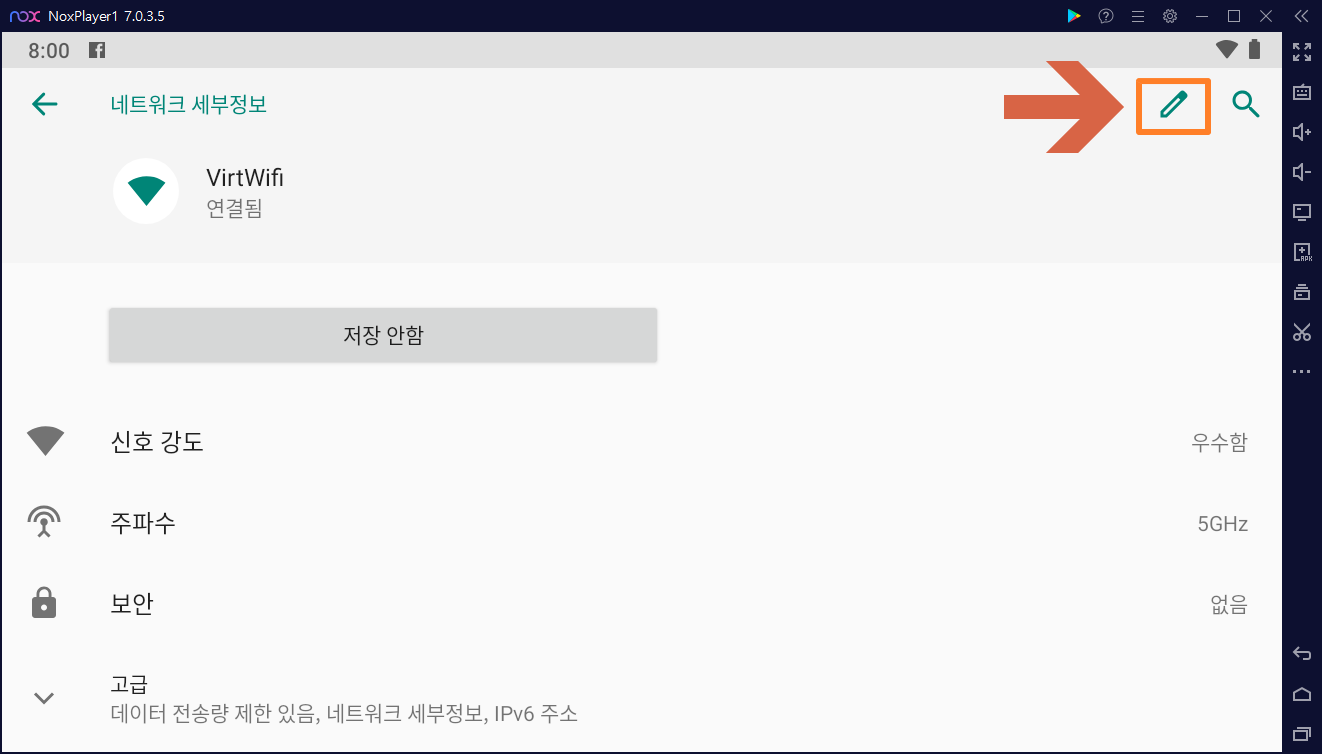 nox NoxPlayer1 7.0.3.5
8:00
네트워크 세부정보
VirtWifi
연결됨
저장 안함
신호 강도 우수함
주파수 5GHz
보안 없음
고급
데이터 전송량 제한 있음, 네트워크 세부정보, IPv6 주소
APK